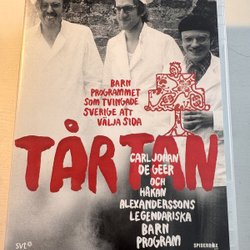 BARN
PROGRAMMET
SOM TVINGADE
SVERIGE ATT
VÄLJA SIDA
TÅRTAN
CARL JOHAN
DE GEER
OCH
HÅKAN
ALEXANDERSSONS
LEGENDARISKA
BARN
PROGRAM
svt